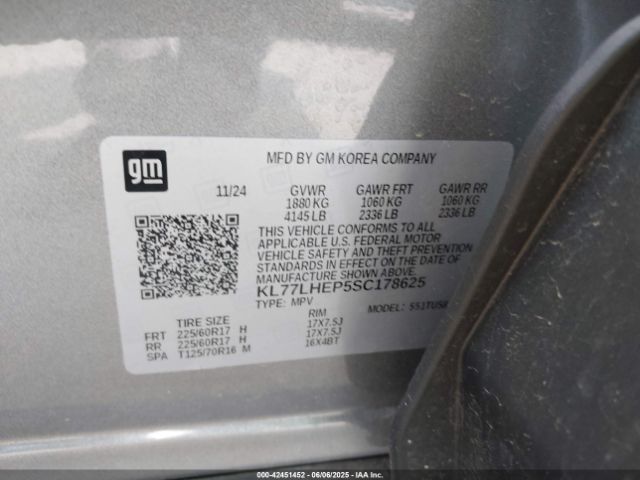 gm
MFD BY GM KOREA COMPANY
11/24 GVWR GAWR FRT GAWR RR
1880 KG 1060 KG 1060 KG
4145 LB 2336 LB 2336 LB
THIS VEHICLE CONFORMS TO ALL
APPLICABLE U.S. FEDERAL MOTOR
VEHICLE SAFETY AND THEFT
PREVENTION STANDARDS
IN EFFECT ON THE DATE OF
MANUFACTURE SHOWN ABOVE.
KL77LHEP5SC178625
TYPE: MPV MODEL:
TIRE SIZE RIM
FRT 225/60R17 H 17X7.5J
RR 225/60R17 H 17X7.5J
SPA T125/70R16 M 16X4BT
000-42451452 06/06/2025 IAA Inc.